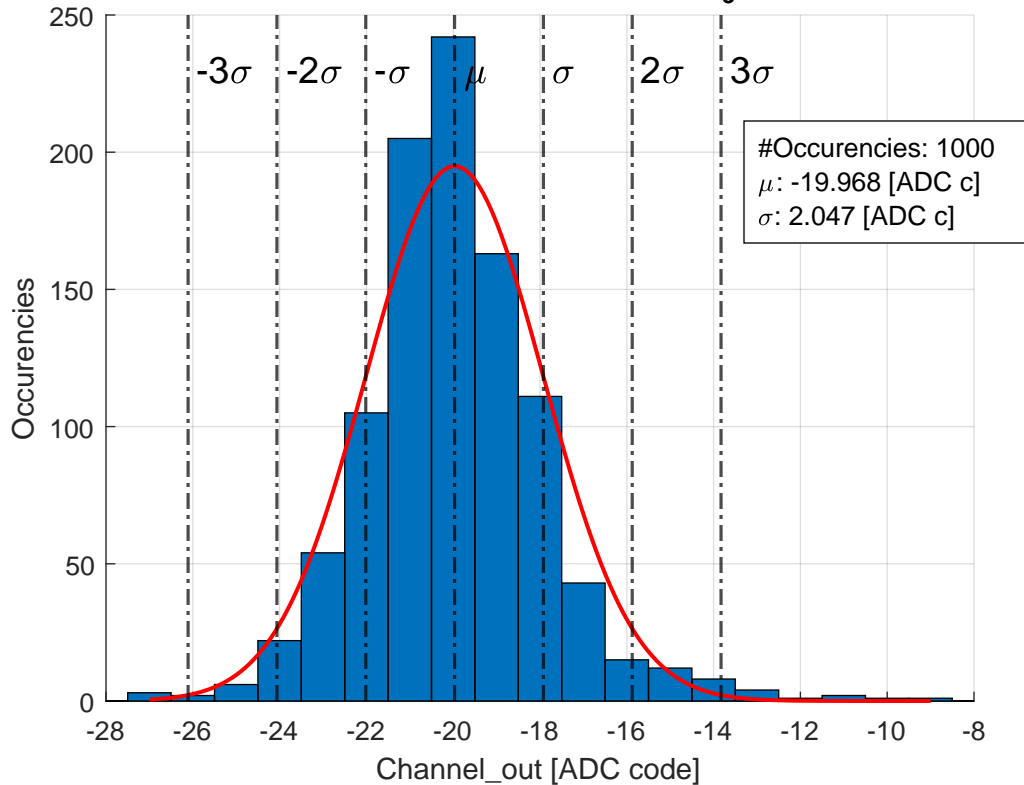 250
200
150
100
50
0
-3σ
-2σ
-σ
μ
σ
2σ
3σ
#Occurencies: 1000
μ: -19.968 [ADC c]
σ: 2.047 [ADC c]
Occurencies
-28
-26
-24
-22
-20
-18
-16
-14
-12
-10
-8
Channel_out [ADC code]